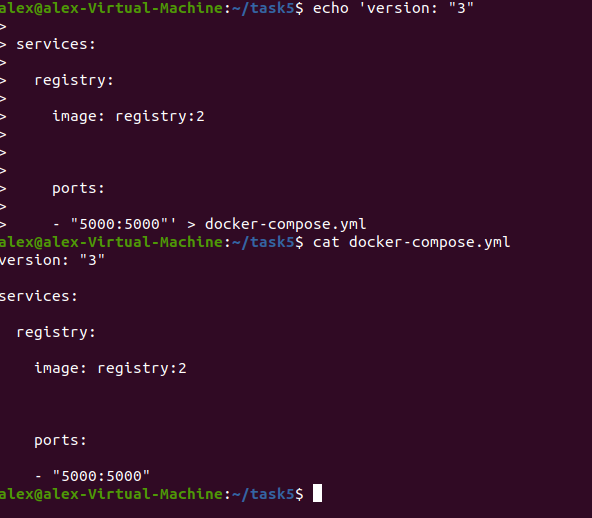 alex@alex-Virtual-Machine:~/task5$ echo 'version: "3"
>
> services:
>
>   registry:
>
>     image: registry:2
>
>
>
>     ports:
>
>     - "5000:5000"' > docker-compose.yml
alex@alex-Virtual-Machine:~/task5$ cat docker-compose.yml
version: "3"
services:
  registry:
    image: registry:2
    ports:
    - "5000:5000"
alex@alex-Virtual-Machine:~/task5$